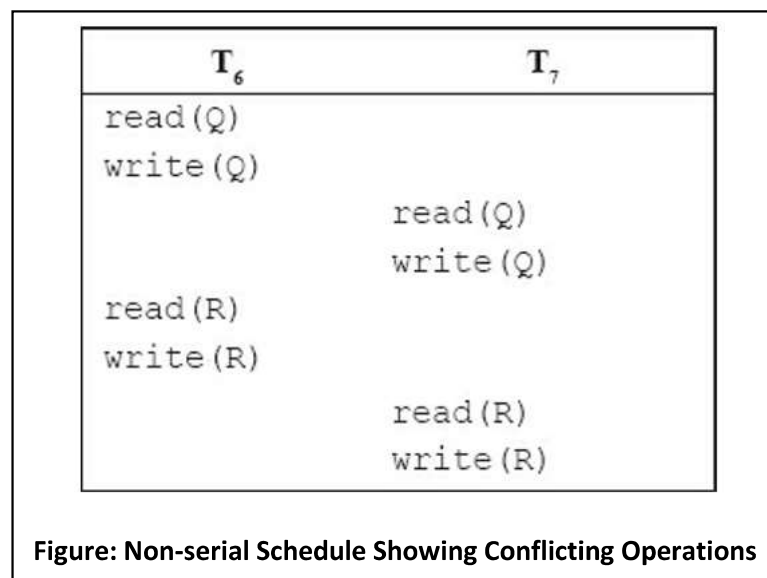 T6 T7
read(Q)
write(Q)
read(Q)
write(Q)
read(R)
write(R)
read(R)
write(R)
Figure: Non-serial Schedule Showing Conflicting Operations